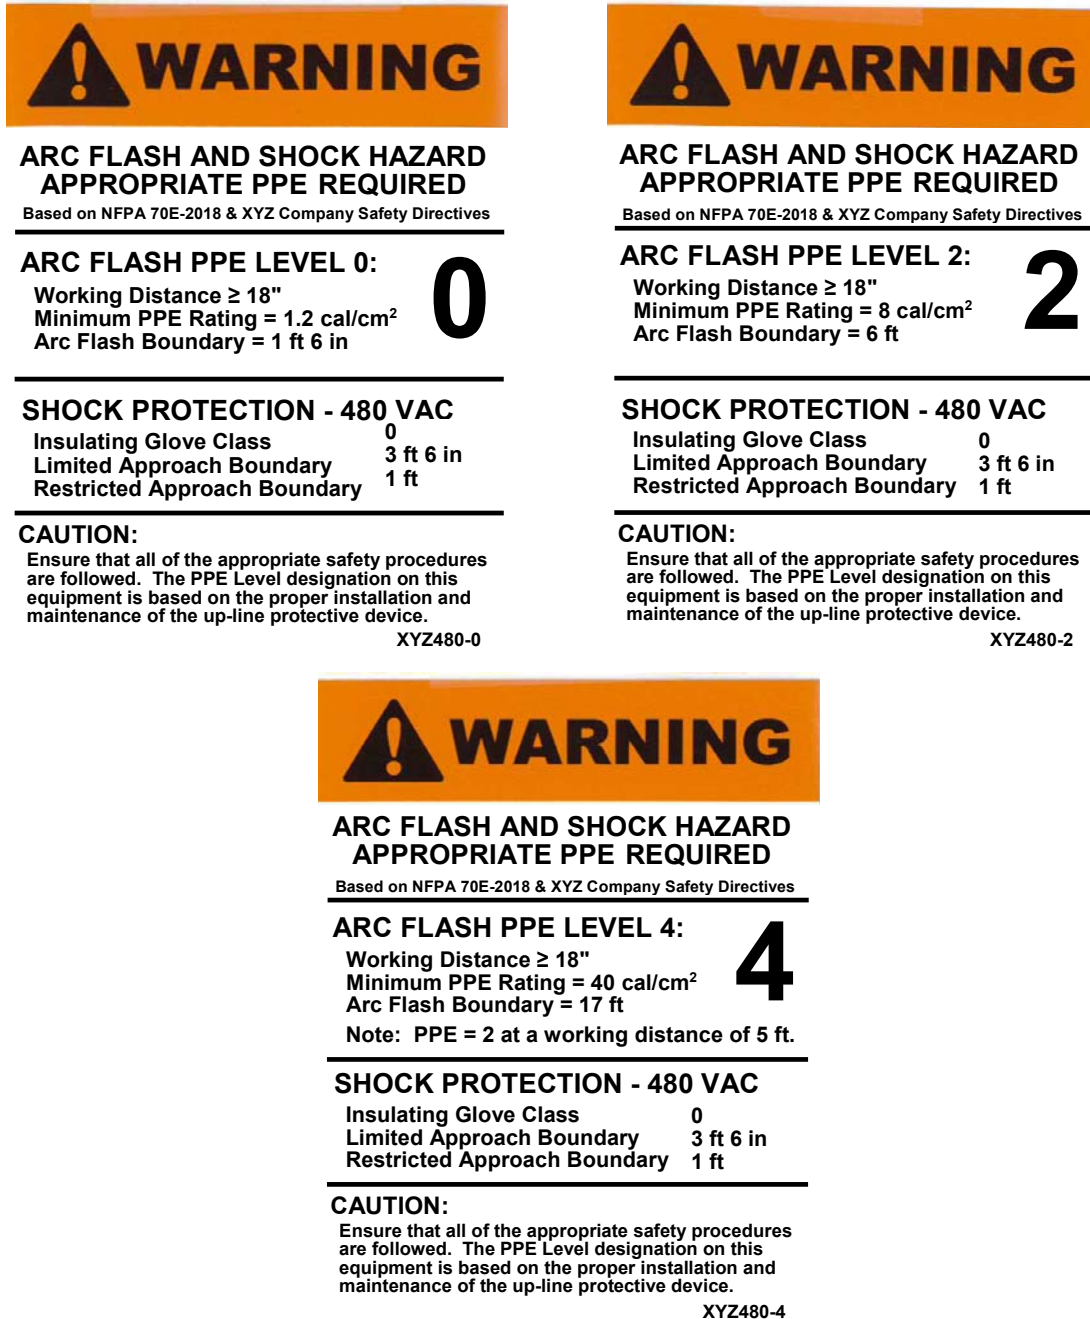 WARNING
ARC FLASH AND SHOCK HAZARD
APPROPRIATE PPE REQUIRED
Based on NFPA 70E-2018 & XYZ Company Safety Directives
ARC FLASH PPE LEVEL 0:
0
Working Distance ≥ 18"
Minimum PPE Rating = 1.2 cal/cm²
Arc Flash Boundary = 1 ft 6 in
SHOCK PROTECTION - 480 VAC
Insulating Glove Class 0
Limited Approach Boundary 3 ft 6 in
Restricted Approach Boundary 1 ft
CAUTION:
Ensure that all of the appropriate safety procedures
are followed. The PPE Level designation on this
equipment is based on the proper installation and
maintenance of the up-line protective device.
XYZ480-0
WARNING
ARC FLASH AND SHOCK HAZARD
APPROPRIATE PPE REQUIRED
Based on NFPA 70E-2018 & XYZ Company Safety Directives
ARC FLASH PPE LEVEL 2:
2
Working Distance ≥ 18"
Minimum PPE Rating = 8 cal/cm²
Arc Flash Boundary = 6 ft
SHOCK PROTECTION - 480 VAC
Insulating Glove Class 0
Limited Approach Boundary 3 ft 6 in
Restricted Approach Boundary 1 ft
CAUTION:
Ensure that all of the appropriate safety procedures
are followed. The PPE Level designation on this
equipment is based on the proper installation and
maintenance of the up-line protective device.
XYZ480-2
WARNING
ARC FLASH AND SHOCK HAZARD
APPROPRIATE PPE REQUIRED
Based on NFPA 70E-2018 & XYZ Company Safety Directives
ARC FLASH PPE LEVEL 4:
4
Working Distance ≥ 18"
Minimum PPE Rating = 40 cal/cm²
Arc Flash Boundary = 17 ft
Note: PPE = 2 at a working distance of 5 ft.
SHOCK PROTECTION - 480 VAC
Insulating Glove Class 0
Limited Approach Boundary 3 ft 6 in
Restricted Approach Boundary 1 ft
CAUTION:
Ensure that all of the appropriate safety procedures
are followed. The PPE Level designation on this
equipment is based on the proper installation and
maintenance of the up-line protective device.
XYZ480-4